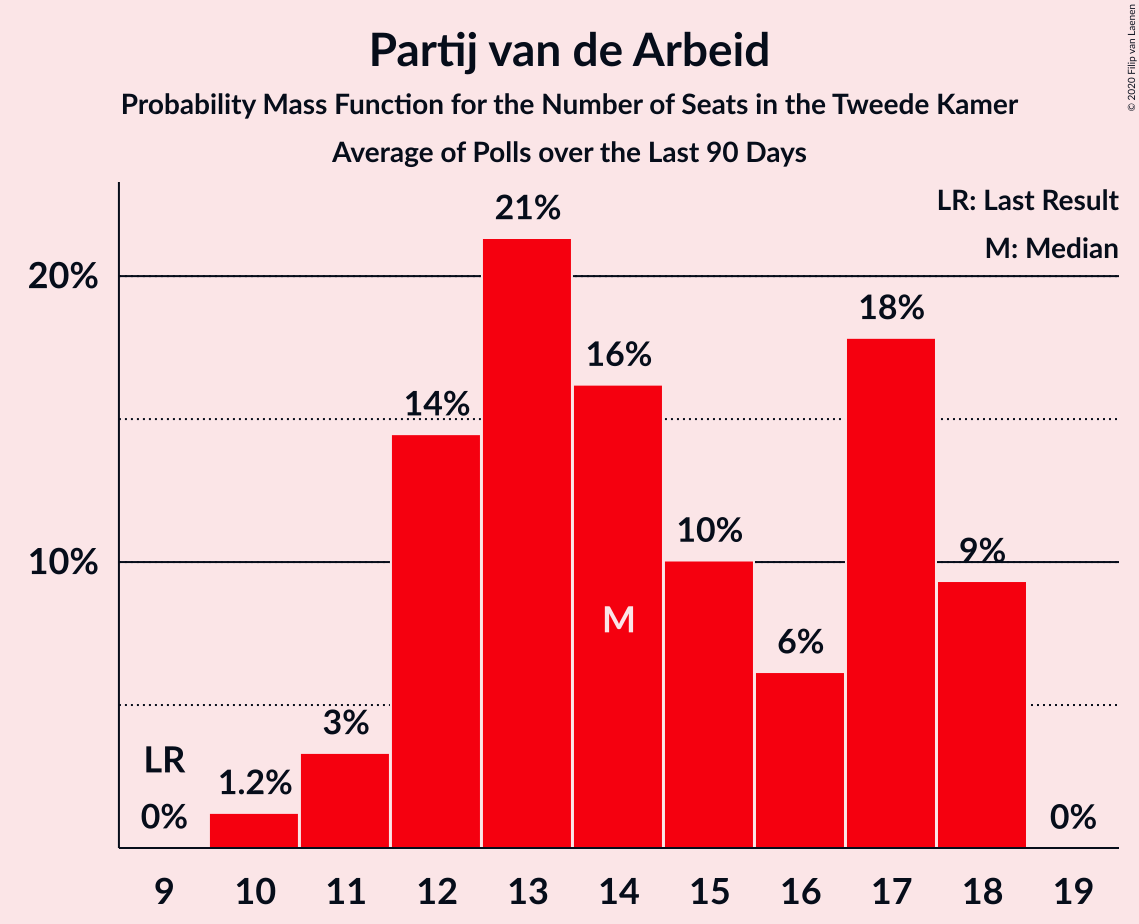 Partij van de Arbeid
Probability Mass Function for the Number of Seats in the Tweede Kamer
Average of Polls over the Last 90 Days
© 2020 Filip van Laenen
LR: Last Result
M: Median
20%
10%
LR
0%
1.2%
3%
14%
21%
16%
M
10%
6%
18%
9%
0%
9 10 11 12 13 14 15 16 17 18 19